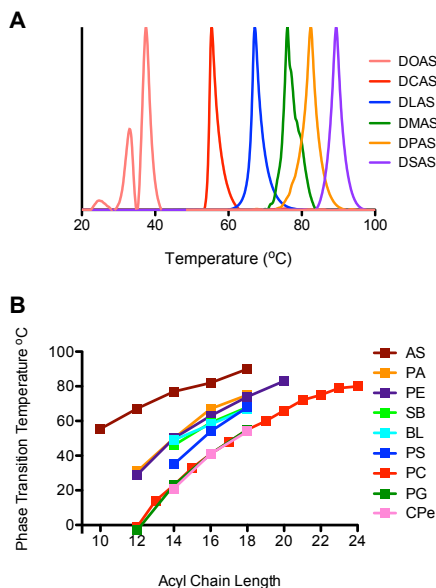 A
DOAS
DCAS
DLAS
DMAS
DPAS
DSAS
20 40 60 80 100
Temperature (°C)
B
Phase Transition Temperature °C
100
80
60
40
20
0
10 12 14 16 18 20 22 24
Acyl Chain Length
AS
PA
PE
SB
BL
PS
PC
PG
CPe